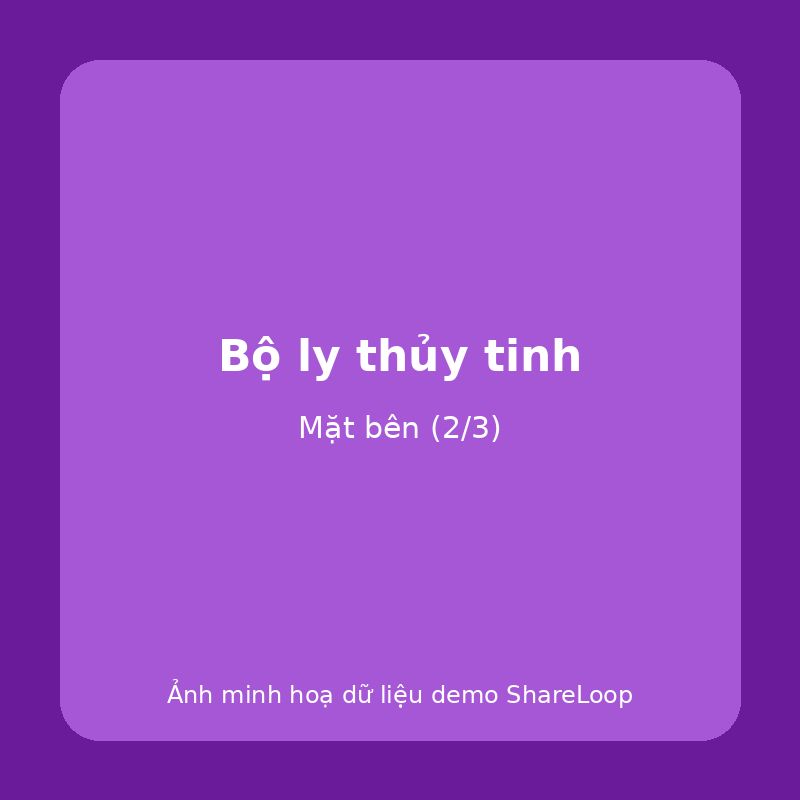 Bộ ly thủy tinh
Mặt bên (2/3)
Ảnh minh hoạ dữ liệu demo ShareLoop